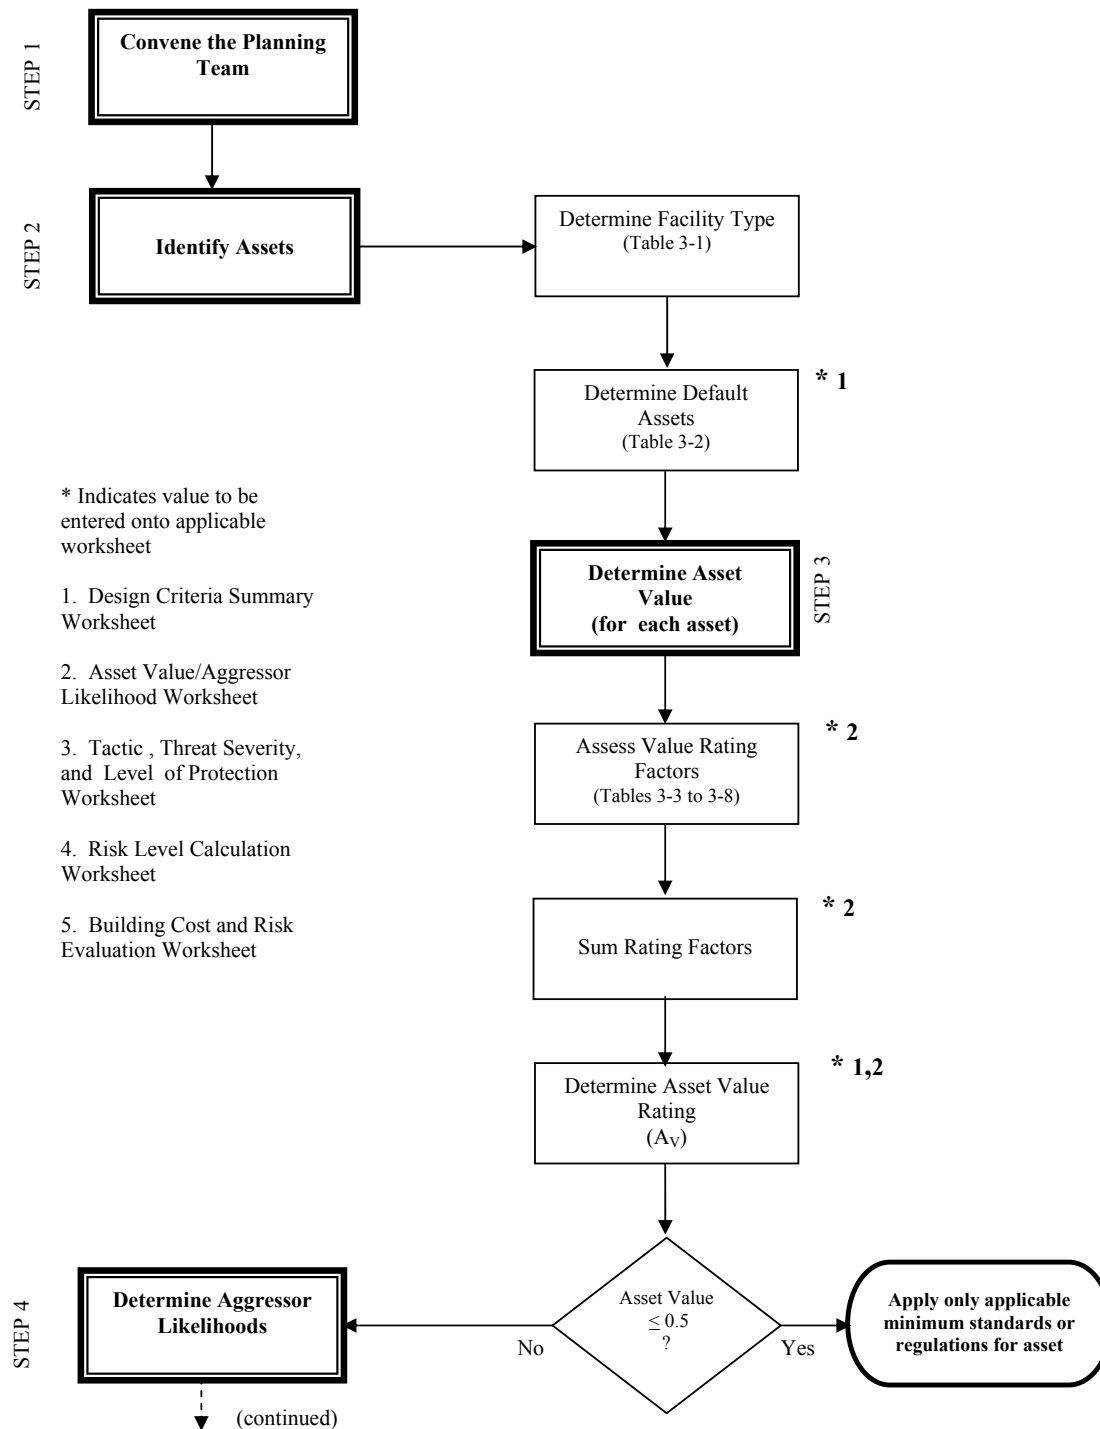 STEP 1
Convene the Planning
Team
STEP 2
Identify Assets
Determine Facility Type
(Table 3-1)
Determine Default
Assets
(Table 3-2)
* 1
* Indicates value to be
entered onto applicable
worksheet
1. Design Criteria Summary
Worksheet
2. Asset Value/Aggressor
Likelihood Worksheet
3. Tactic , Threat Severity,
and Level of Protection
Worksheet
4. Risk Level Calculation
Worksheet
5. Building Cost and Risk
Evaluation Worksheet
Determine Asset
Value
(for each asset)
STEP 3
Assess Value Rating
Factors
(Tables 3-3 to 3-8)
* 2
Sum Rating Factors
* 2
Determine Asset Value
Rating
(AV)
* 1,2
Asset Value
≤ 0.5
?
No
Yes
Apply only applicable
minimum standards or
regulations for asset
STEP 4
Determine Aggressor
Likelihoods
(continued)